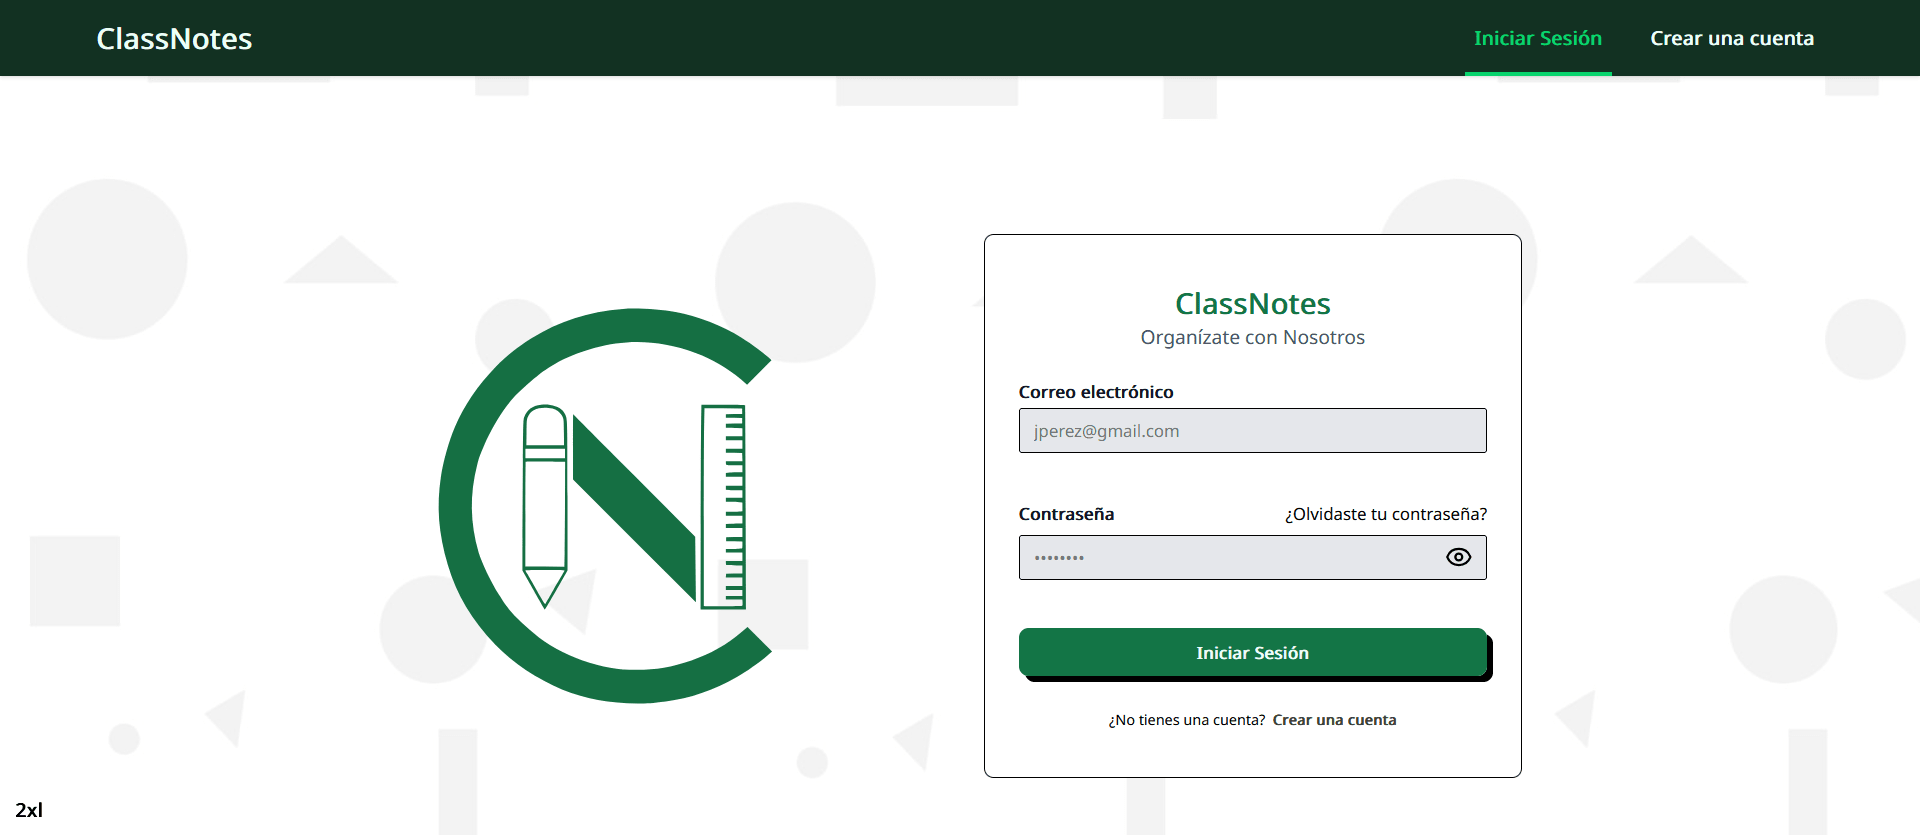 ClassNotes
Iniciar Sesión
Crear una cuenta
ClassNotes
Organízate con Nosotros
Correo electrónico
jperez@gmail.com
Contraseña
¿Olvidaste tu contraseña?
••••••••
Iniciar Sesión
¿No tienes una cuenta? Crear una cuenta
2xl